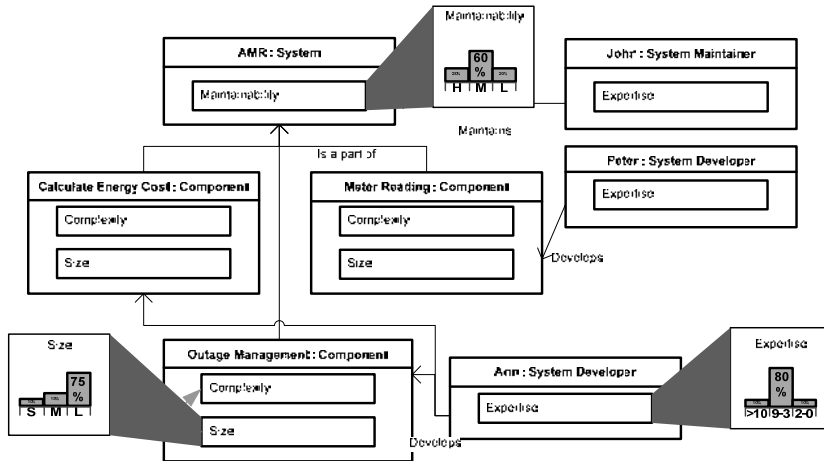 Maintainability
60
%
H M L
AMR : System
Maintainability
John : System Maintainer
Expertise
Maintains
Is a part of
Peter : System Developer
Expertise
Calculate Energy Cost : Component
Complexity
Size
Meter Reading : Component
Complexity
Size
Develops
Size
75
%
S M L
Outage Management : Component
Complexity
Size
Ann : System Developer
Expertise
Develops
Expertise
80
%
>10 9-3 2-0